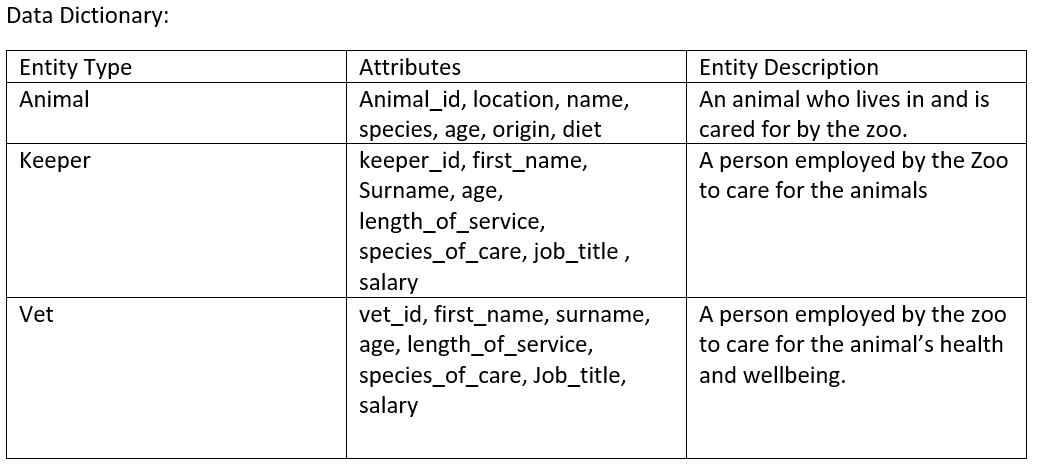 Data Dictionary:
Entity Type
Attributes
Entity Description
Animal
Animal_id, location, name,
species, age, origin, diet
An animal who lives in and is
cared for by the zoo.
Keeper
keeper_id, first_name,
Surname, age,
length_of_service,
species_of_care, job_title ,
salary
A person employed by the Zoo
to care for the animals
Vet
vet_id, first_name, surname,
age, length_of_service,
species_of_care, Job_title,
salary
A person employed by the zoo
to care for the animal’s health
and wellbeing.